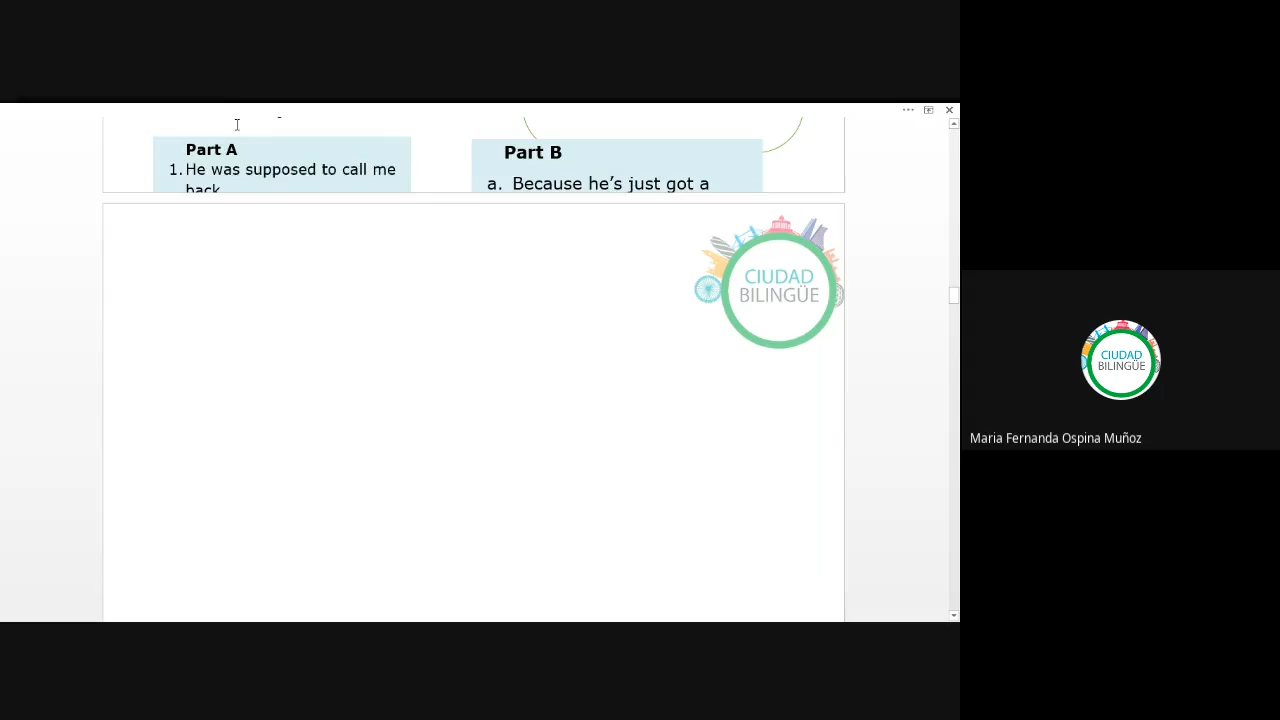 Part A
1. He was supposed to call me
back
Part B
a. Because he's just got a
CIUDAD
BILINGÜE
CIUDAD
BILINGÜE
Maria Fernanda Ospina Muñoz